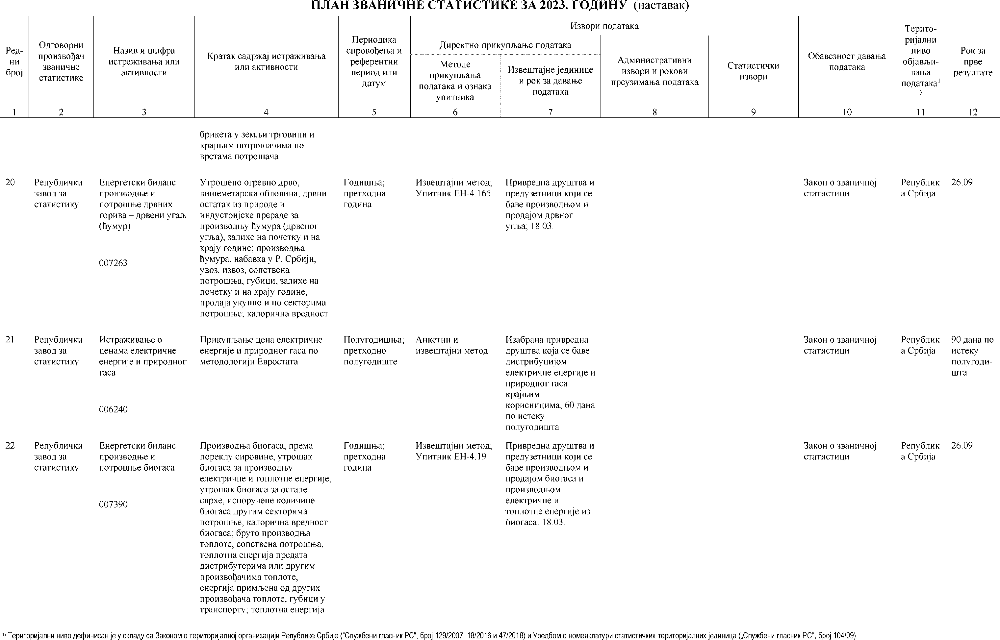 ПЛАН ЗВАНИЧНЕ СТАТИСТИКЕ ЗА 2023. ГОДИНУ (наставак)
Ред-
ни
број
Одговорни
произвођач
званичне
статистике
Назив и шифра
истраживања или
активности
Кратак садржај истраживања
или активности
Периодика
спровођења и
референтни
период или
датум
Извори података
Директно прикупљање података
Методе
прикупљања
података и ознака
упитника
Извештајне јединице
и рок за давање
података
Административни
извори и рокови
преузимања података
Статистички
извори
Обавезност давања
података
Терито-
ријални
ниво
објављи-
вања
података¹
)
Рок за
прве
резултате
1 2 3 4 5 6 7 8 9 10 11 12
брикета у земљи трговини и
крајњим потрошачима по
врстама потрошача
20
Републички
завод за
статистику
Енергетски биланс
производње и
потрошње дрвних
горива – дрвени угаљ
(ћумур)
007263
Утрошено огревно дрво,
вишеметарска обловина, дрвни
остатак из природе и
индустријске прераде за
производњу ћумура (дрвеног
угља), залихе на почетку и на
крају године; производња
ћумура, набавка у Р. Србији,
увоз, извоз, сопствена
потрошња, губици, залихе на
почетку и на крају године,
продаја укупно и по секторима
потрошње; калорична вредност
Годишња;
претходна
година
Извештајни метод;
Упитник ЕН-4.165
Привредна друштва и
предузетници који се
баве производњом и
продајом дрвног
угља; 18.03.
Закон о званичној
статистици
Републик
а Србија
26.09.
21
Републички
завод за
статистику
Истраживање о
ценама електричне
енергије и природног
гаса
006240
Прикупљање цена електричне
енергије и природног гаса по
методологији Евростата
Полугодишња;
претходно
полугодиште
Анкетни и
извештајни метод
Изабрана привредна
друштва која се баве
дистрибуцијом
електричне енергије и
природног гаса
крајњим
корисницима; 60 дана
по истеку
полугодишта
Закон о званичној
статистици
Републик
а Србија
90 дана по
истеку
полугоди-
шта
22
Републички
завод за
статистику
Енергетски биланс
производње и
потрошње биогаса
007390
Производња биогаса, према
пореклу сировине, утрошак
биогаса за производњу
електричне и топлотне енергије,
утрошак биогаса за остале
сврхе, испоручене количине
биогаса другим секторима
потрошње, калорична вредност
биогаса; бруто производња
топлоте, сопствена потрошња,
топлотна енергија предата
дистрибутерима или другим
произвођачима топлоте,
енергија примљена од других
произвођача топлоте, губици у
транспорту; топлотна енергија
Годишња;
претходна
година
Извештајни метод;
Упитник ЕН-4.19
Привредна друштва и
предузетници који се
баве производњом и
продајом биогаса и
производњом
електричне и
топлотне енергије из
биогаса; 18.03.
Закон о званичној
статистици
Републик
а Србија
26.09.
¹⁾ Територијални ниво дефинисан је у складу са Законом о територијалној организацији Републике Србије ("Службени гласник РС", број 129/2007, 18/2016 и 47/2018) и Уредбом о номенклатури статистичких територијалних јединица („Службени гласник РС", број 104/09).